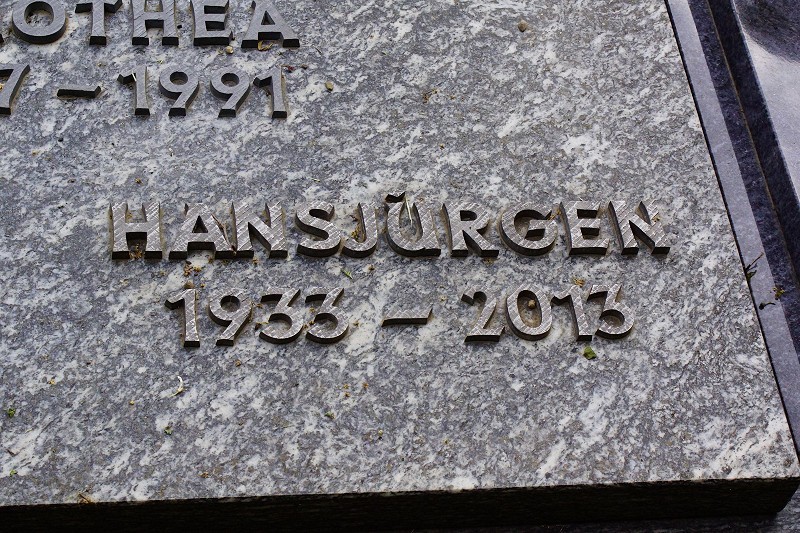 OTHEA
7 – 1991
HANSJÜRGEN
1933 – 2013